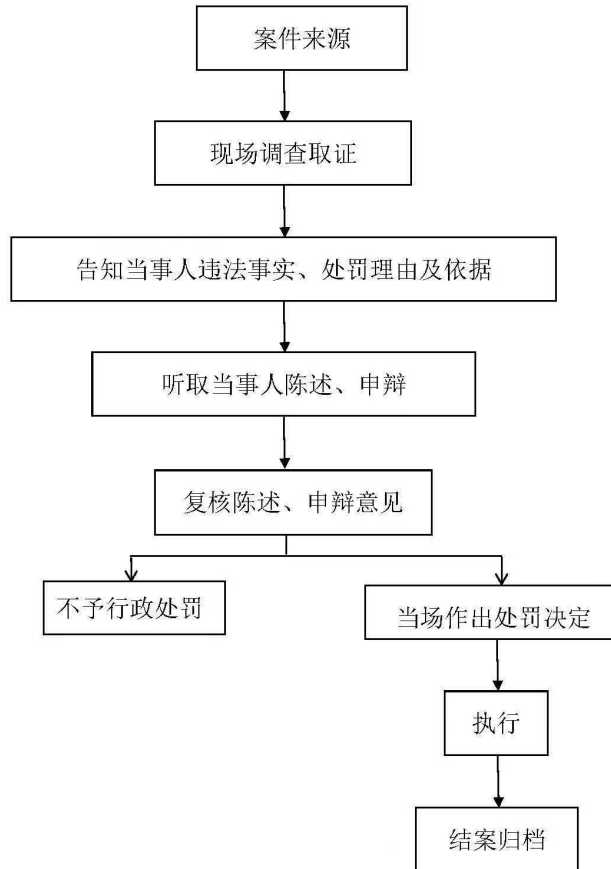 案件来源
现场调查取证
告知当事人违法事实、处罚理由及依据
听取当事人陈述、申辩
复核陈述、申辩意见
不予行政处罚
当场作出处罚决定
执行
结案归档